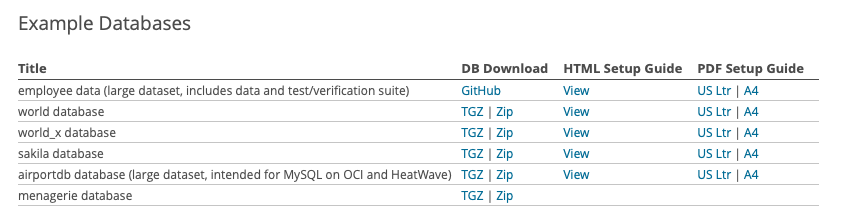 Example Databases
Title DB Download HTML Setup Guide PDF Setup Guide
employee data (large dataset, includes data and test/verification suite) GitHub View US Ltr | A4
world database TGZ | Zip View US Ltr | A4
world_x database TGZ | Zip View US Ltr | A4
sakila database TGZ | Zip View US Ltr | A4
airportdb database (large dataset, intended for MySQL on OCI and HeatWave) TGZ | Zip View US Ltr | A4
menagerie database TGZ | Zip